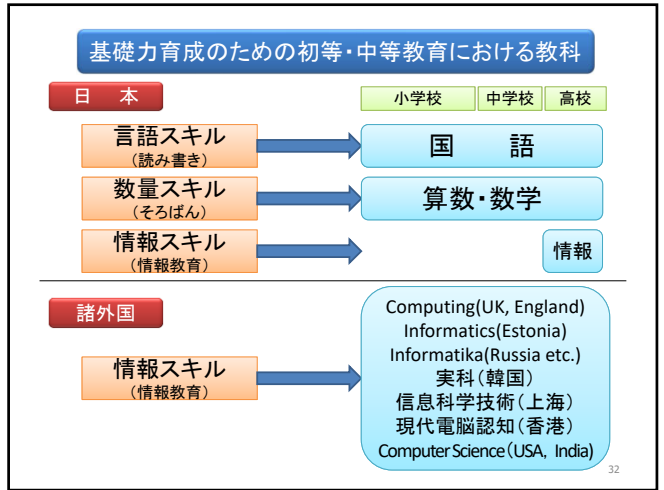 基礎力育成のための初等・中等教育における教科
日 本
小学校 中学校 高校
言語スキル
(読み書き)
国 語
数量スキル
(そろばん)
算数・数学
情報スキル
(情報教育)
情報
諸外国
情報スキル
(情報教育)
Computing(UK, England)
Informatics(Estonia)
Informatika(Russia etc.)
実科(韓国)
信息科学技術(上海)
現代電脳認知(香港)
Computer Science(USA, India)
32